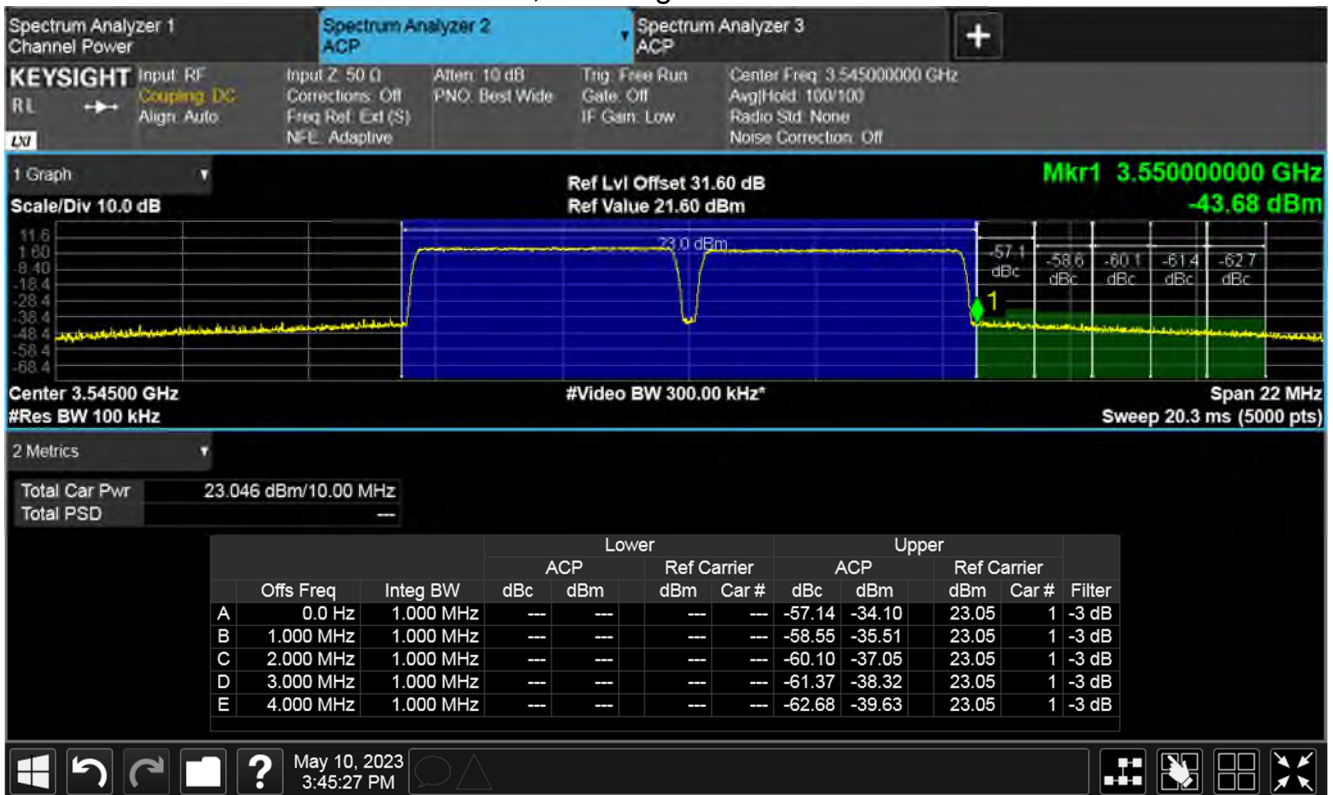 Spectrum Analyzer 1
Channel Power
Spectrum Analyzer 2
ACP
Spectrum Analyzer 3
ACP
KEYSIGHT
RL
LXI
Input: RF
Coupling: DC
Align: Auto
Input Z: 50 Ω
Corrections: Off
Freq Ref: Ext (S)
NFE: Adaptive
Atten: 10 dB
PNO: Best Wide
Trig: Free Run
Gate: Off
IF Gain: Low
Center Freq: 3.545000000 GHz
Avg|Hold: 100/100
Radio Std: None
Noise Correction: Off
1 Graph
Scale/Div 10.0 dB
Ref Lvl Offset 31.60 dB
Ref Value 21.60 dBm
Mkr1 3.550000000 GHz
-43.68 dBm
11.6
1.60
-8.40
-18.4
-28.4
-38.4
-48.4
-58.4
-68.4
23.0 dBm
-57.1 dBc
-58.6 dBc
-60.1 dBc
-61.4 dBc
-62.7 dBc
1
Center 3.54500 GHz
#Video BW 300.00 kHz*
Span 22 MHz
#Res BW 100 kHz
Sweep 20.3 ms (5000 pts)
2 Metrics
Total Car Pwr 23.046 dBm/10.00 MHz
Total PSD ---
Lower Upper
ACP Ref Carrier ACP Ref Carrier
Offs Freq Integ BW dBc dBm dBm Car # dBc dBm dBm Car # Filter
A 0.0 Hz 1.000 MHz --- --- --- --- -57.14 -34.10 23.05 1 -3 dB
B 1.000 MHz 1.000 MHz --- --- --- --- -58.55 -35.51 23.05 1 -3 dB
C 2.000 MHz 1.000 MHz --- --- --- --- -60.10 -37.05 23.05 1 -3 dB
D 3.000 MHz 1.000 MHz --- --- --- --- -61.37 -38.32 23.05 1 -3 dB
E 4.000 MHz 1.000 MHz --- --- --- --- -62.68 -39.63 23.05 1 -3 dB
May 10, 2023
3:45:27 PM